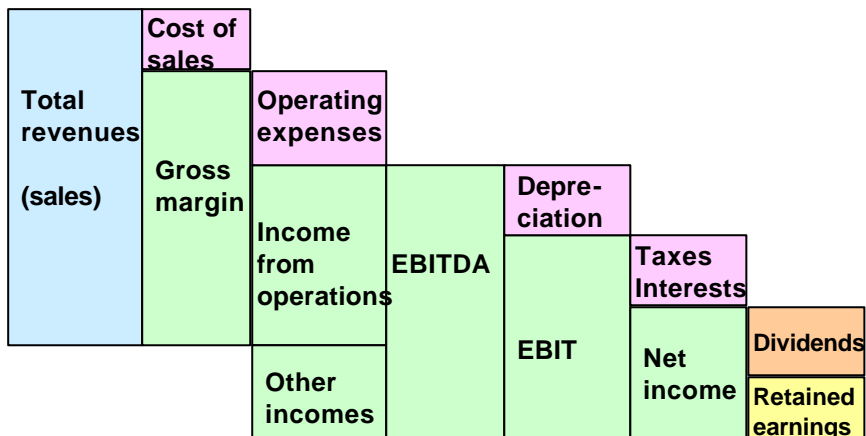 Total
revenues
(sales)
Cost of
sales
Gross
margin
Operating
expenses
Income
from
operations
Other
incomes
EBITDA
Depre-
ciation
EBIT
Taxes
Interests
Net
income
Dividends
Retained
earnings